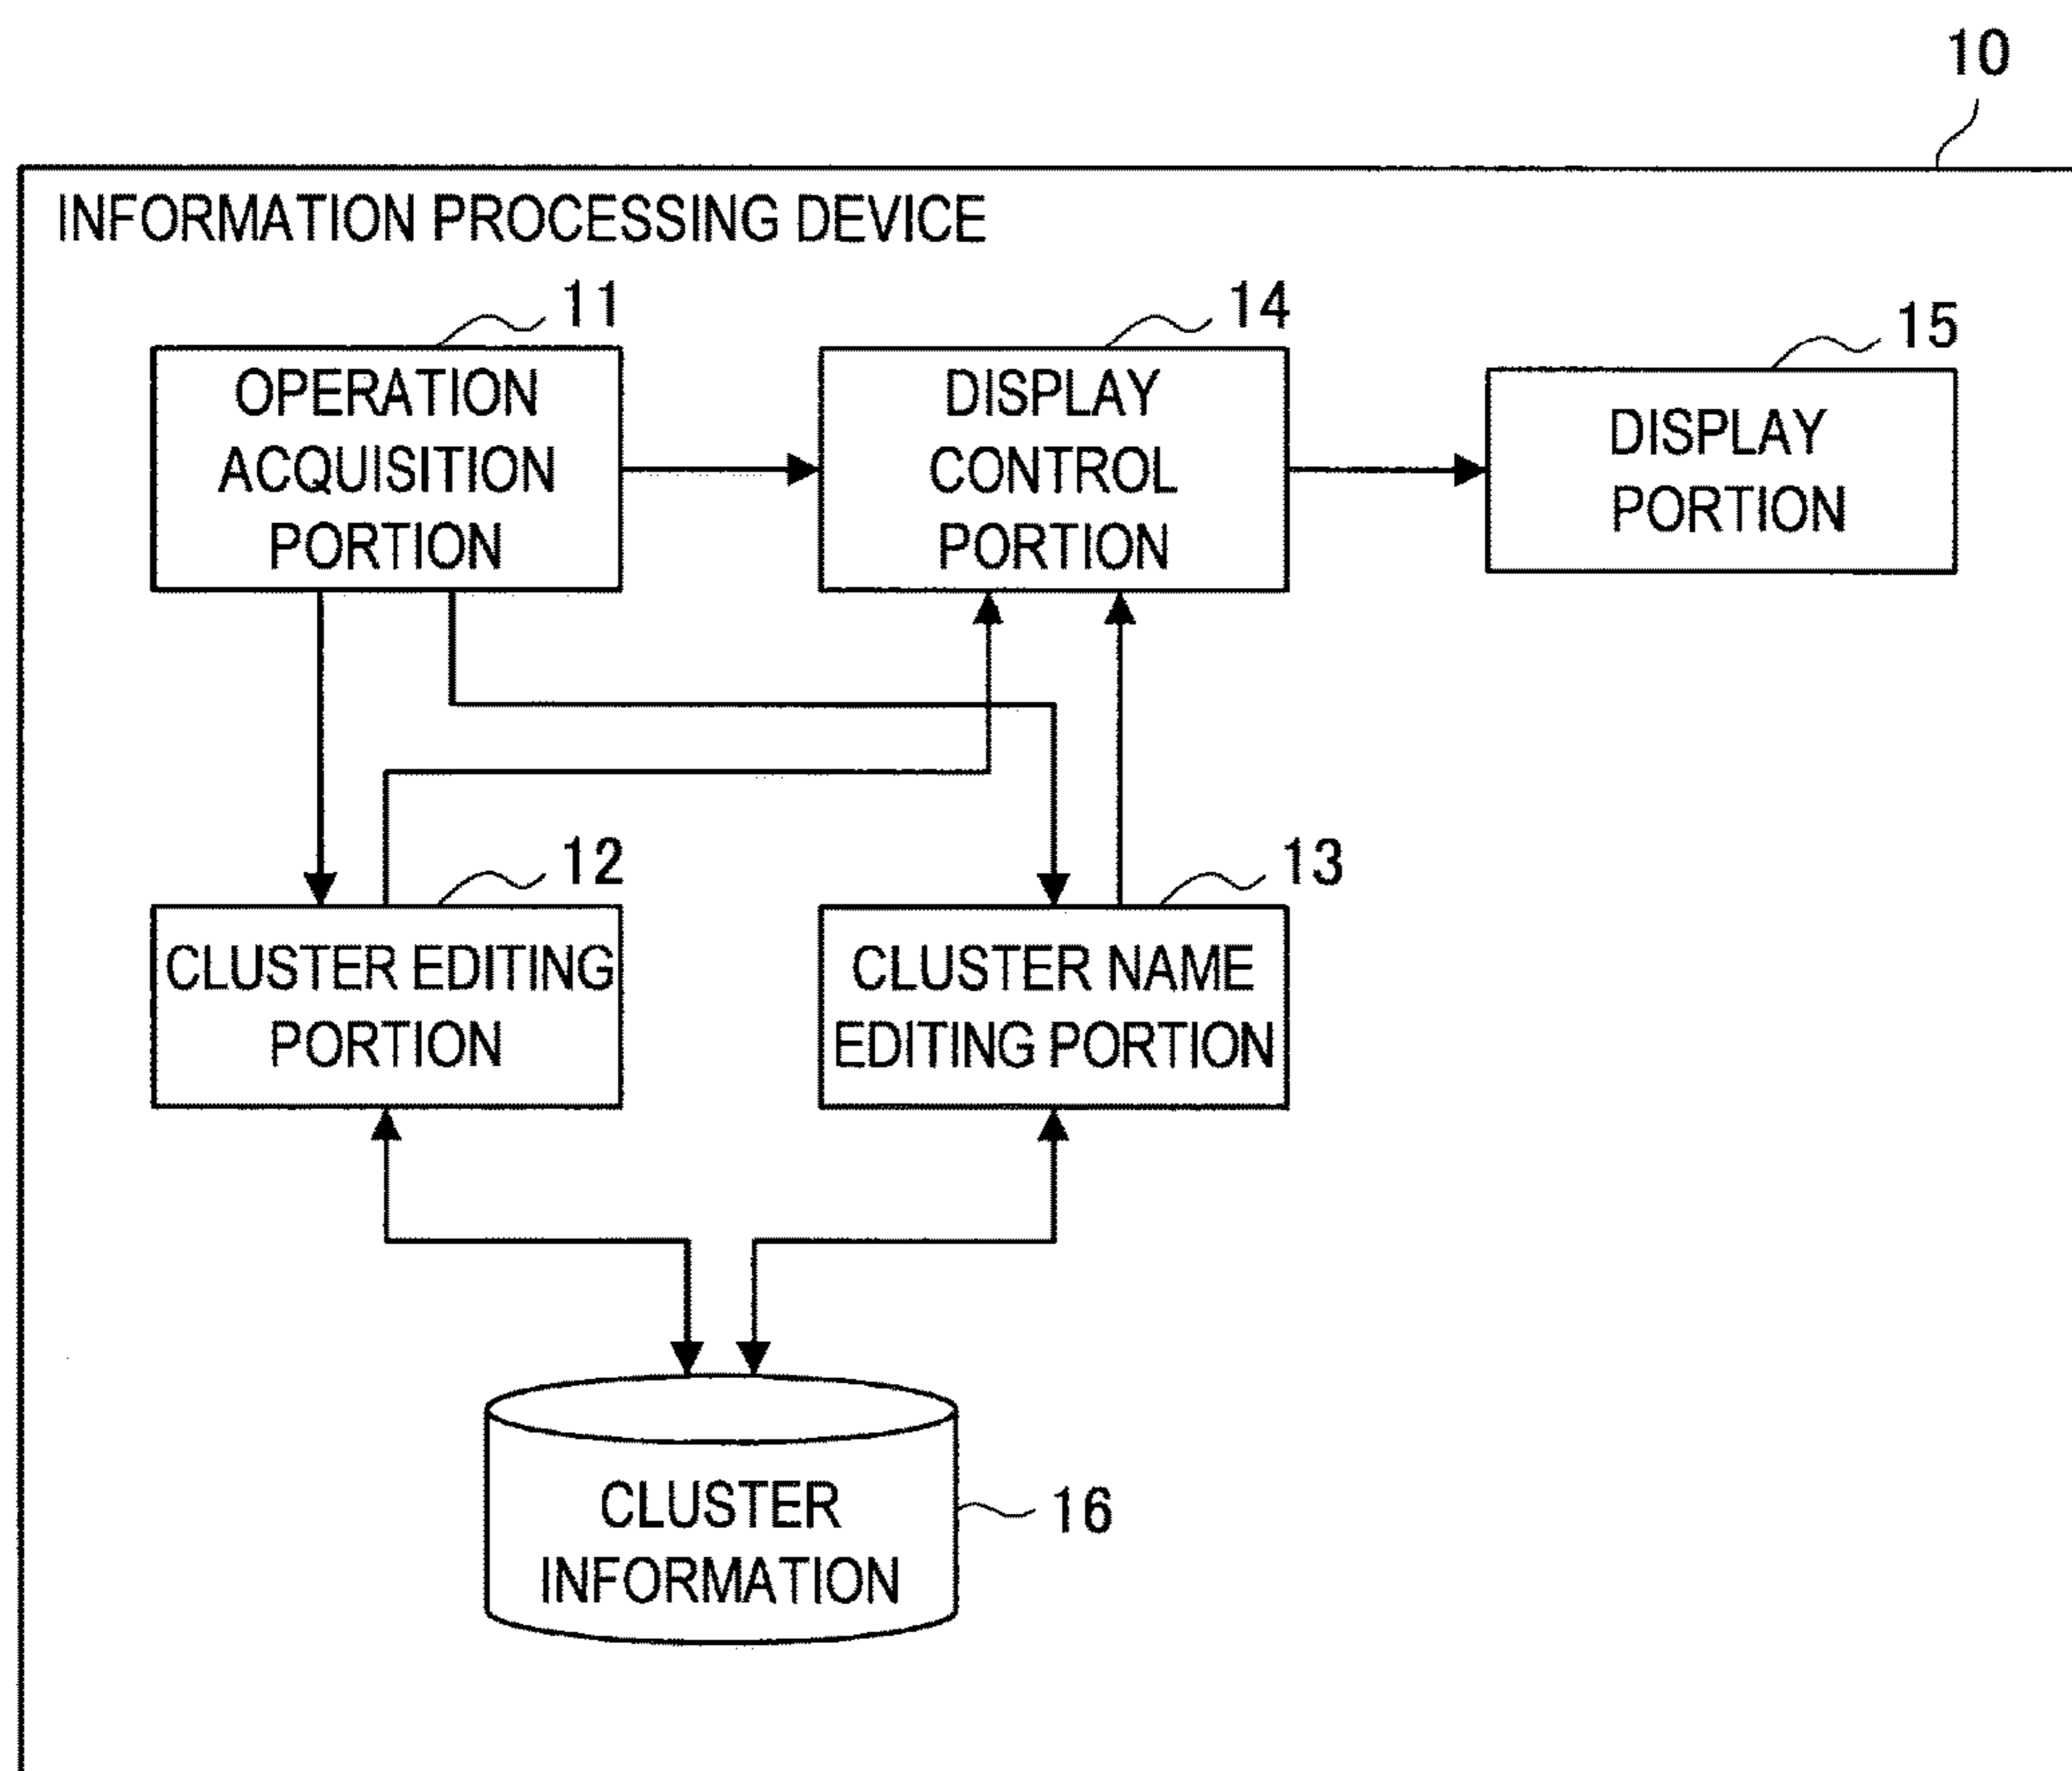 10
INFORMATION PROCESSING DEVICE
11
14
15
OPERATION
ACQUISITION
PORTION
DISPLAY
CONTROL
PORTION
DISPLAY
PORTION
12
13
CLUSTER EDITING
PORTION
CLUSTER NAME
EDITING PORTION
CLUSTER
INFORMATION
16